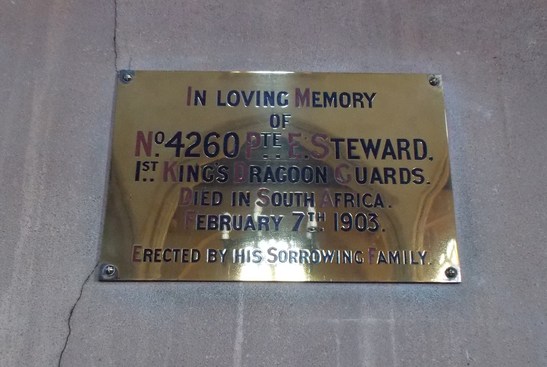 In Loving Memory
of
No. 4260 Pte E. Steward.
1st King's Dragoon Guards.
Died in South Africa.
February 7th 1903.
Erected by his Sorrowing Family.